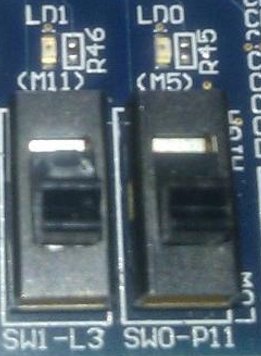 LD1 LD0
R46 R45
(M11) (M5)
HIGH
LOW
SW1-L3 SW0-P11